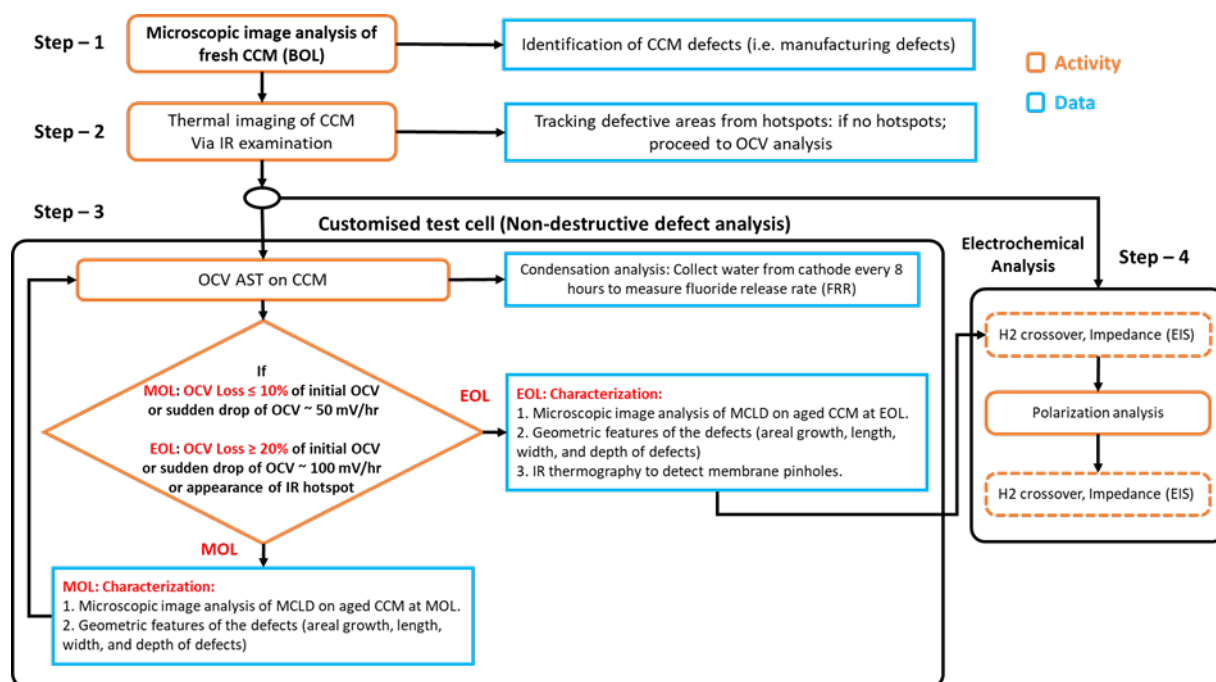 Step – 1
Microscopic image analysis of
fresh CCM (BOL)
Identification of CCM defects (i.e. manufacturing defects)
Activity
Data
Step – 2
Thermal imaging of CCM
Via IR examination
Tracking defective areas from hotspots: if no hotspots;
proceed to OCV analysis
Step – 3
Customised test cell (Non-destructive defect analysis)
OCV AST on CCM
Condensation analysis: Collect water from cathode every 8
hours to measure fluoride release rate (FRR)
If
MOL: OCV Loss ≤ 10% of initial OCV
or sudden drop of OCV ~ 50 mV/hr
EOL: OCV Loss ≥ 20% of initial OCV
or sudden drop of OCV ~ 100 mV/hr
or appearance of IR hotspot
EOL
EOL: Characterization:
1. Microscopic image analysis of MCLD on aged CCM at EOL.
2. Geometric features of the defects (areal growth, length,
width, and depth of defects)
3. IR thermography to detect membrane pinholes.
MOL
MOL: Characterization:
1. Microscopic image analysis of MCLD on aged CCM at MOL.
2. Geometric features of the defects (areal growth, length,
width, and depth of defects)
Electrochemical
Analysis
Step – 4
H2 crossover, Impedance (EIS)
Polarization analysis
H2 crossover, Impedance (EIS)